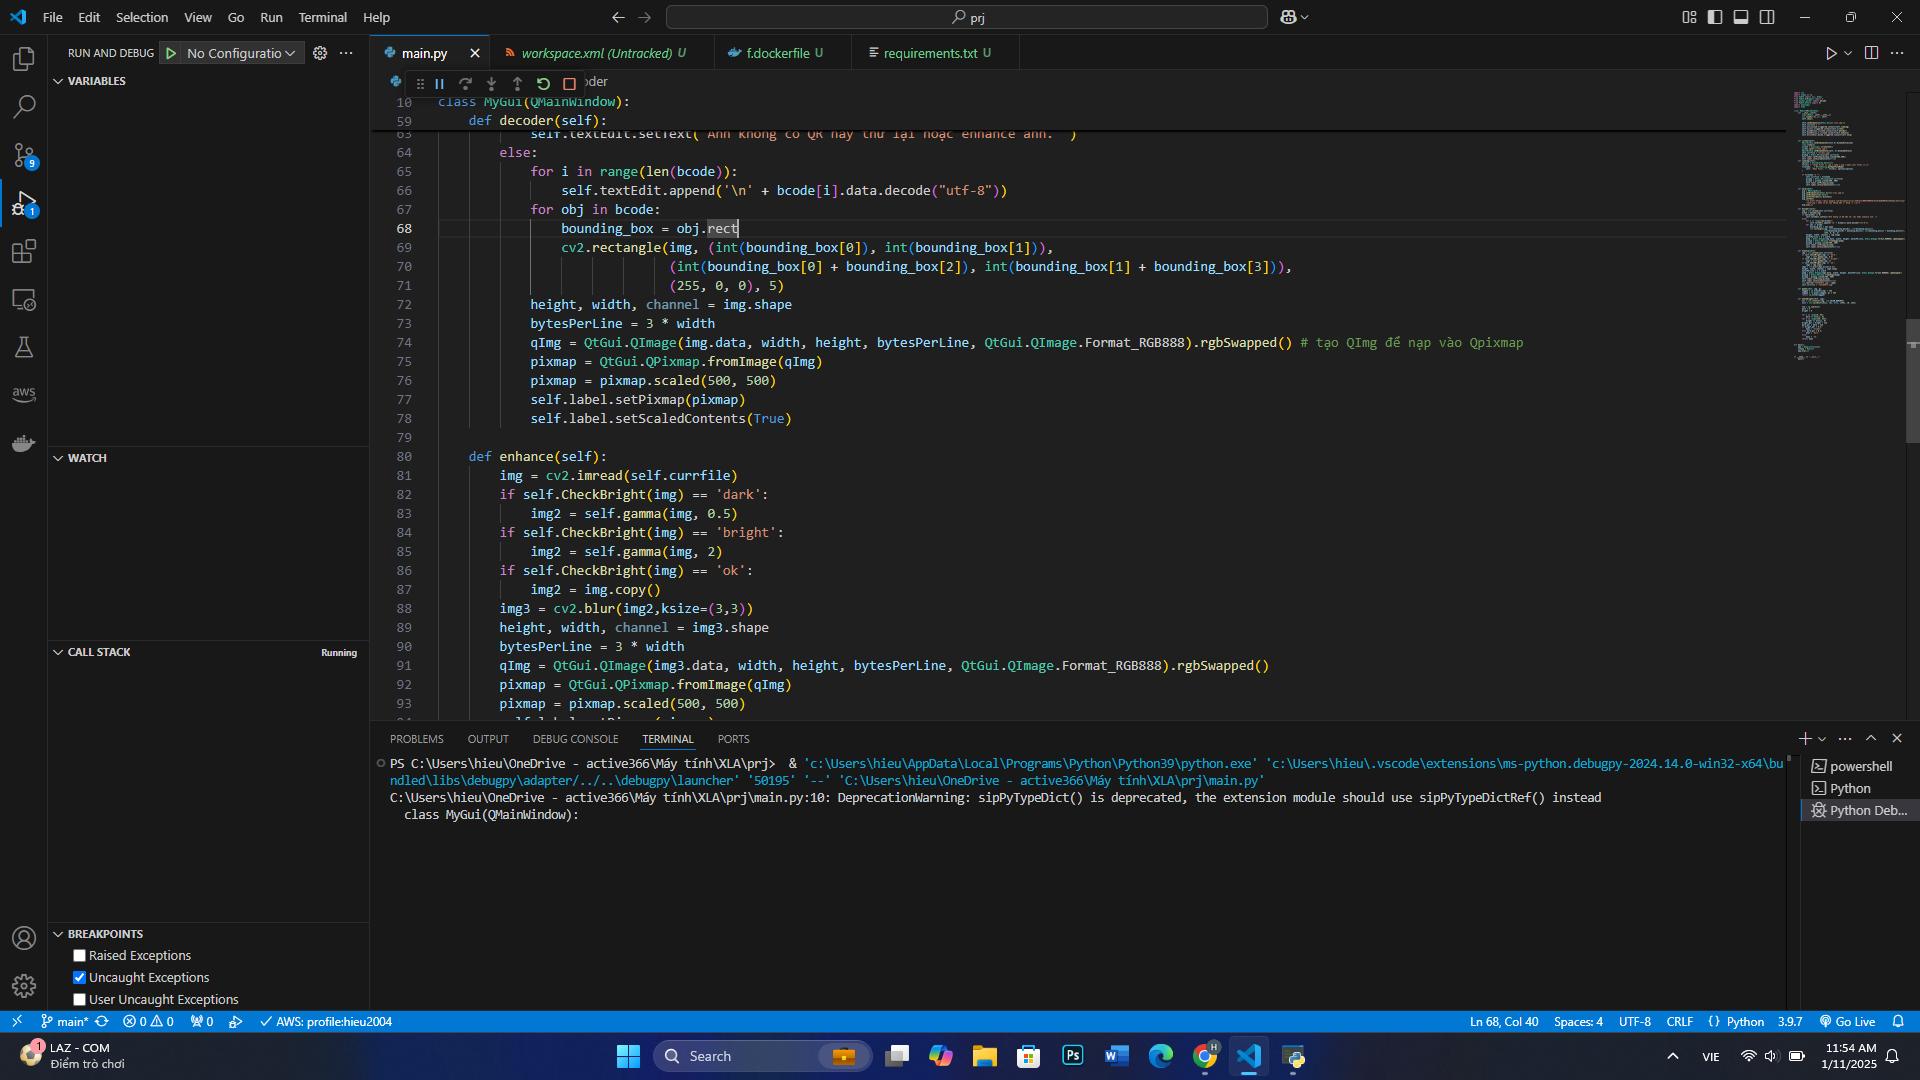 File Edit Selection View Go Run Terminal Help
prj
RUN AND DEBUG No Configuratio
main.py
workspace.xml (Untracked) U
f.dockerfile U
requirements.txt U
VARIABLES
oder
10 class MyGui(QMainWindow):
59 def decoder(self):
63 self.textEdit.setText("Ảnh không có QR hãy thử lại hoặc enhance ảnh. ")
64 else:
65 for i in range(len(bcode)):
66 self.textEdit.append('\n' + bcode[i].data.decode("utf-8"))
67 for obj in bcode:
68 bounding_box = obj.rect
69 cv2.rectangle(img, (int(bounding_box[0]), int(bounding_box[1])),
70 (int(bounding_box[0] + bounding_box[2]), int(bounding_box[1] + bounding_box[3])),
71 (255, 0, 0), 5)
72 height, width, channel = img.shape
73 bytesPerLine = 3 * width
74 qImg = QtGui.QImage(img.data, width, height, bytesPerLine, QtGui.QImage.Format_RGB888).rgbSwapped() # tạo QImg để nạp vào Qpixmap
75 pixmap = QtGui.QPixmap.fromImage(qImg)
76 pixmap = pixmap.scaled(500, 500)
77 self.label.setPixmap(pixmap)
78 self.label.setScaledContents(True)
79
80 def enhance(self):
81 img = cv2.imread(self.currfile)
82 if self.CheckBright(img) == 'dark':
83 img2 = self.gamma(img, 0.5)
84 if self.CheckBright(img) == 'bright':
85 img2 = self.gamma(img, 2)
86 if self.CheckBright(img) == 'ok':
87 img2 = img.copy()
88 img3 = cv2.blur(img2,ksize=(3,3))
89 height, width, channel = img3.shape
90 bytesPerLine = 3 * width
91 qImg = QtGui.QImage(img3.data, width, height, bytesPerLine, QtGui.QImage.Format_RGB888).rgbSwapped()
92 pixmap = QtGui.QPixmap.fromImage(qImg)
93 pixmap = pixmap.scaled(500, 500)
WATCH
CALL STACK Running
BREAKPOINTS
Raised Exceptions
Uncaught Exceptions
User Uncaught Exceptions
9
1
aws
PROBLEMS OUTPUT DEBUG CONSOLE TERMINAL PORTS
PS C:\Users\hieu\OneDrive - active366\Máy tính\XLA\prj> & 'c:\Users\hieu\AppData\Local\Programs\Python\Python39\python.exe' 'c:\Users\hieu\.vscode\extensions\ms-python.debugpy-2024.14.0-win32-x64\bu
ndled\libs\debugpy\adapter/../..\debugpy\launcher' '50195' '--' 'C:\Users\hieu\OneDrive - active366\Máy tính\XLA\prj\main.py'
C:\Users\hieu\OneDrive - active366\Máy tính\XLA\prj\main.py:10: DeprecationWarning: sipPyTypeDict() is deprecated, the extension module should use sipPyTypeDictRef() instead
class MyGui(QMainWindow):
powershell
Python
Python Deb...
main* 0 0 0 AWS: profile:hieu2004
Ln 68, Col 40 Spaces: 4 UTF-8 CRLF Python 3.9.7 Go Live
1
LAZ - COM
Điểm trò chơi
Search
Ps
W
H
VIE
11:54 AM
1/11/2025